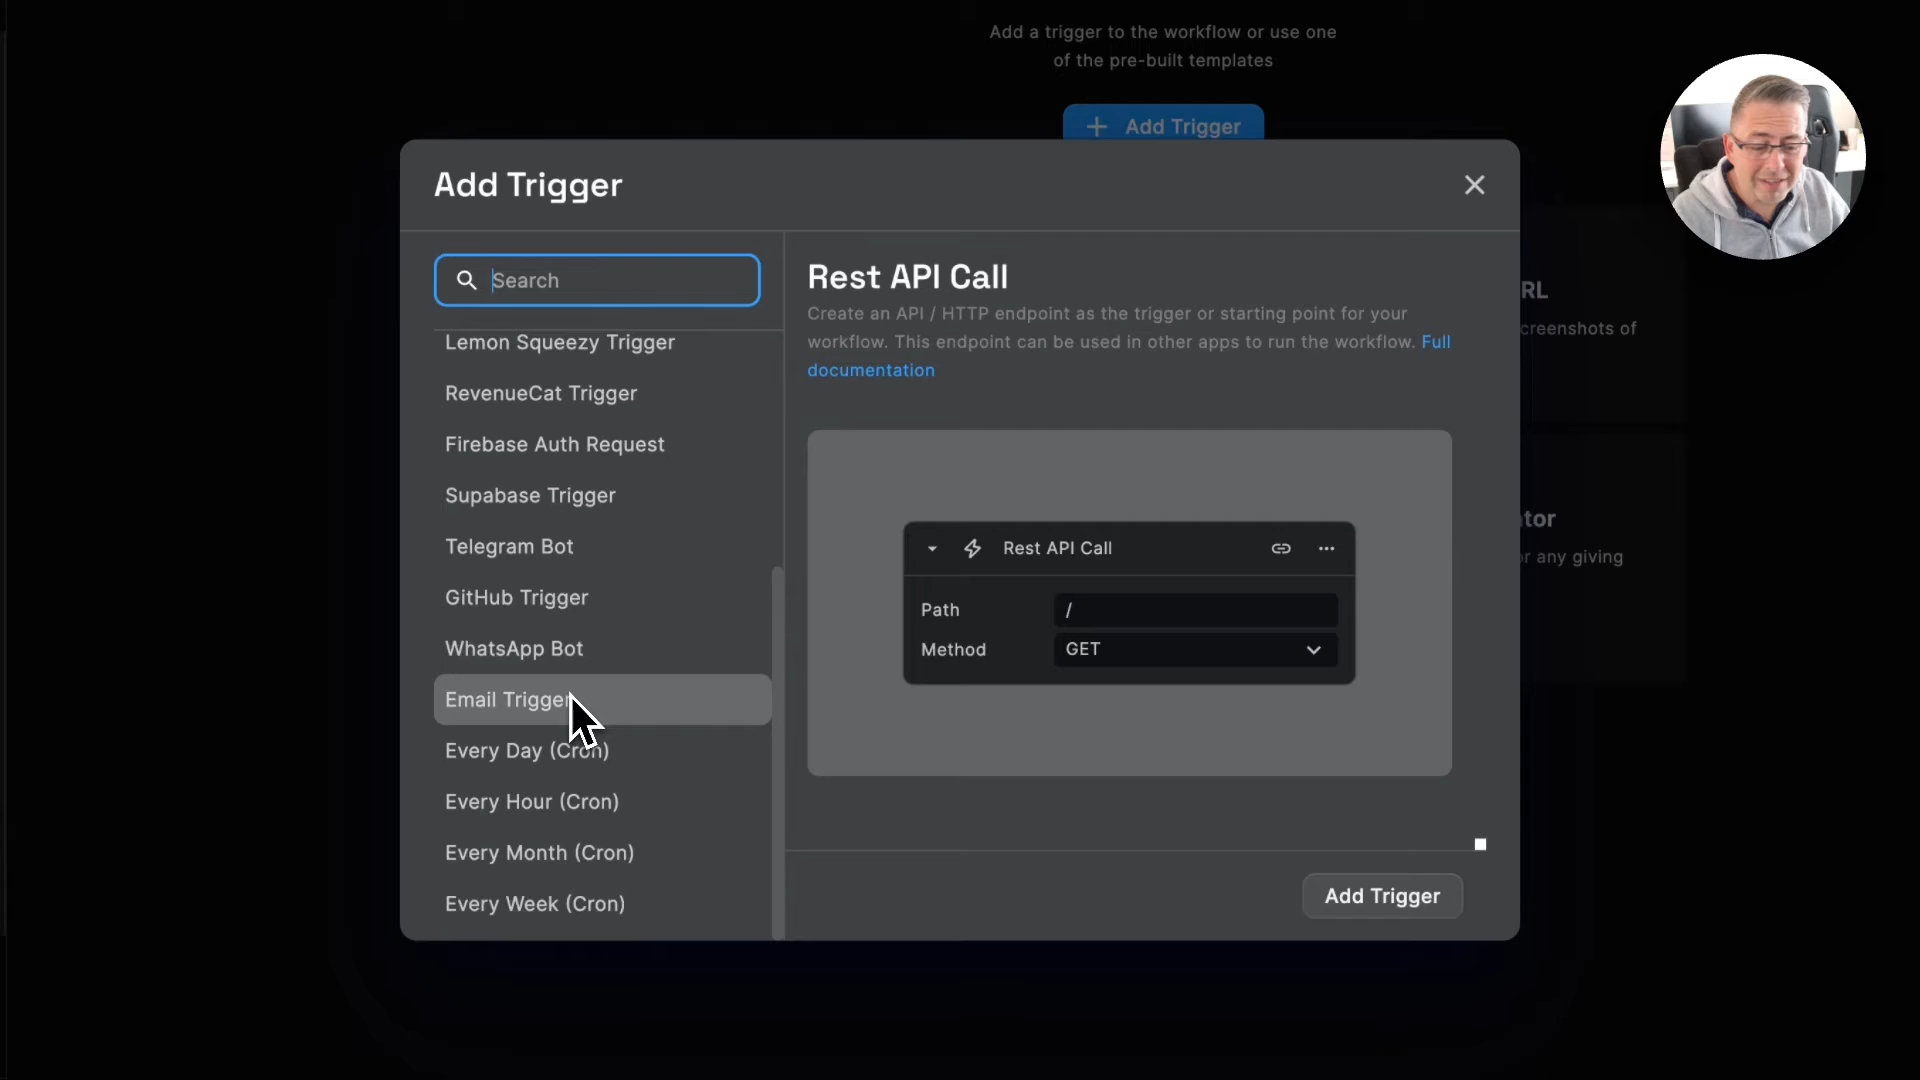 Add a trigger to the workflow or use one
of the pre-built templates
Add Trigger
Add Trigger
Search
Lemon Squeezy Trigger
RevenueCat Trigger
Firebase Auth Request
Supabase Trigger
Telegram Bot
GitHub Trigger
WhatsApp Bot
Email Trigger
Every Day (Cron)
Every Hour (Cron)
Every Month (Cron)
Every Week (Cron)
Rest API Call
Create an API / HTTP endpoint as the trigger or starting point for your
workflow. This endpoint can be used in other apps to run the workflow. Full
documentation
Rest API Call
Path /
Method GET
Add Trigger
RL
creenshots of
ator
or any giving